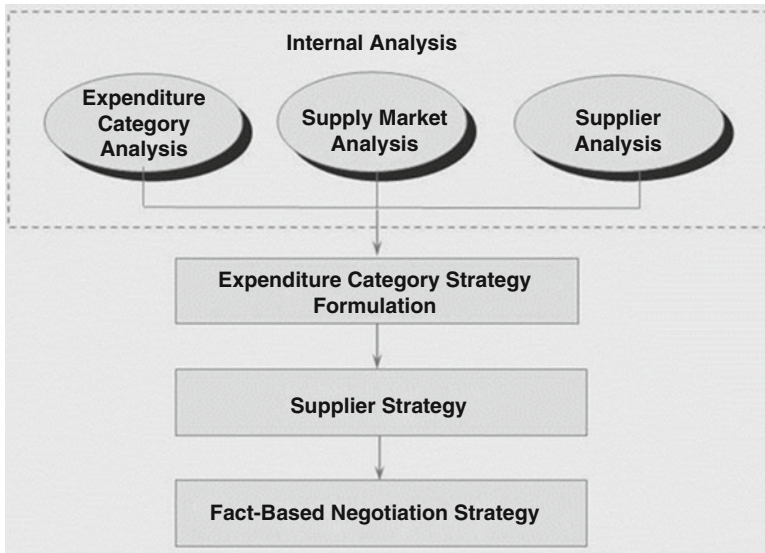 Internal Analysis
Expenditure
Category
Analysis
Supply Market
Analysis
Supplier
Analysis
Expenditure Category Strategy
Formulation
Supplier Strategy
Fact-Based Negotiation Strategy